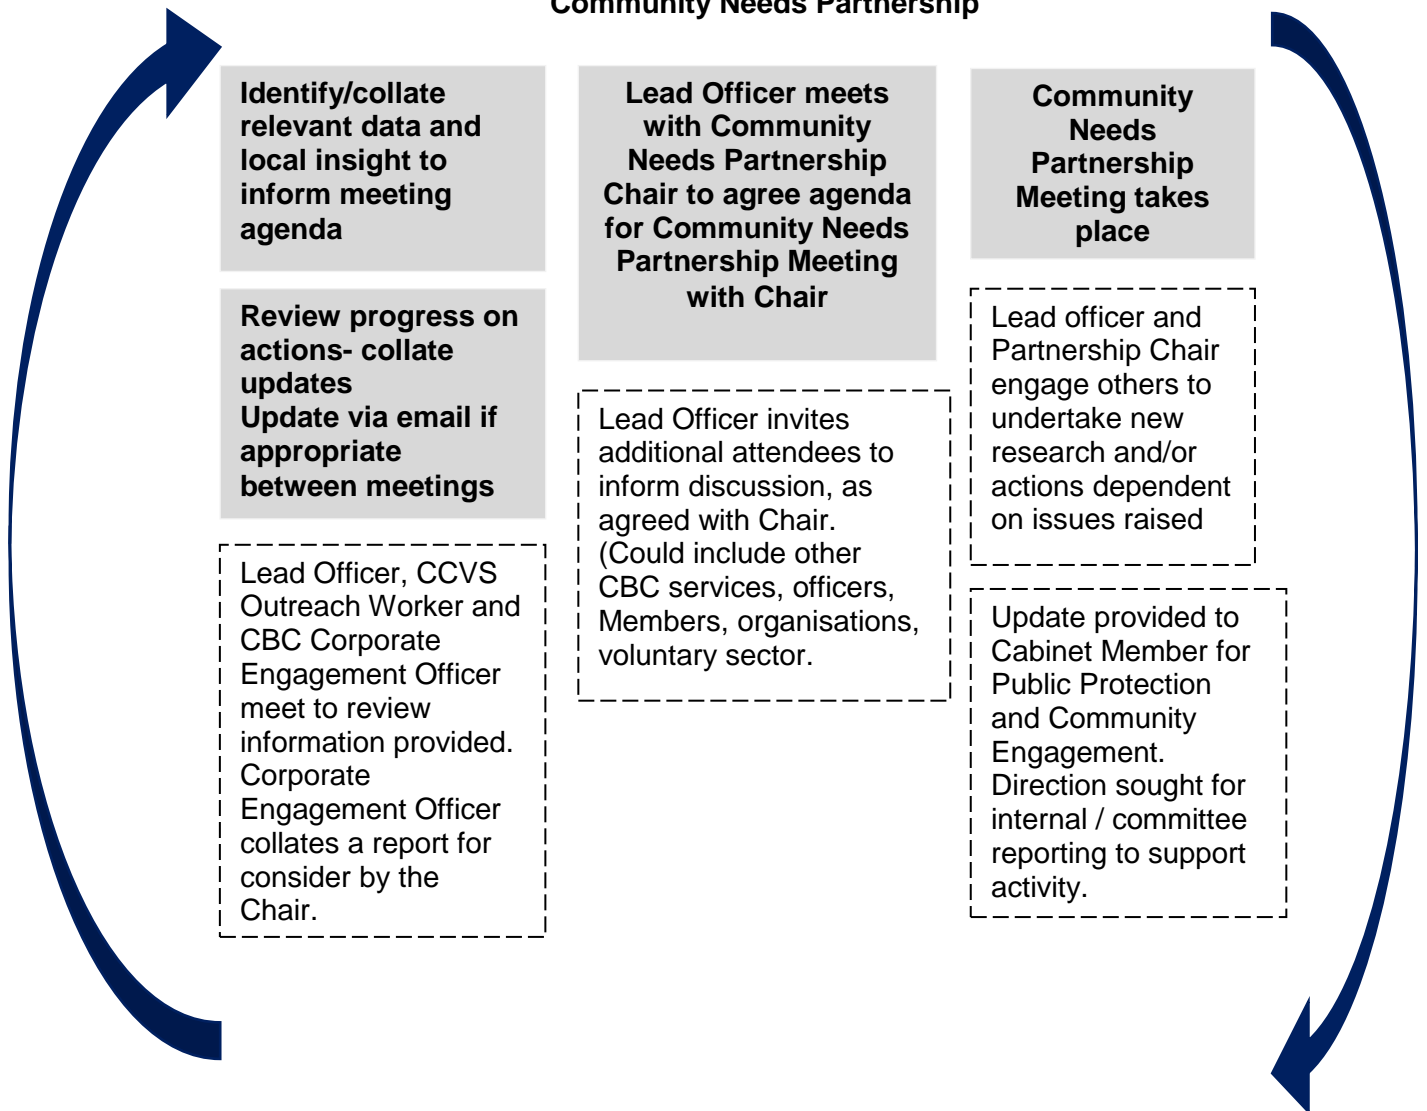 Community Needs Partnership
Identify/collate
relevant data and
local insight to
inform meeting
agenda
Review progress on
actions- collate
updates
Update via email if
appropriate
between meetings
Lead Officer, CCVS
Outreach Worker and
CBC Corporate
Engagement Officer
meet to review
information provided.
Corporate
Engagement Officer
collates a report for
consider by the
Chair.
Lead Officer meets
with Community
Needs Partnership
Chair to agree agenda
for Community Needs
Partnership Meeting
with Chair
Lead Officer invites
additional attendees to
inform discussion, as
agreed with Chair.
(Could include other
CBC services, officers,
Members, organisations,
voluntary sector.
Community
Needs
Partnership
Meeting takes
place
Lead officer and
Partnership Chair
engage others to
undertake new
research and/or
actions dependent
on issues raised
Update provided to
Cabinet Member for
Public Protection
and Community
Engagement.
Direction sought for
internal / committee
reporting to support
activity.